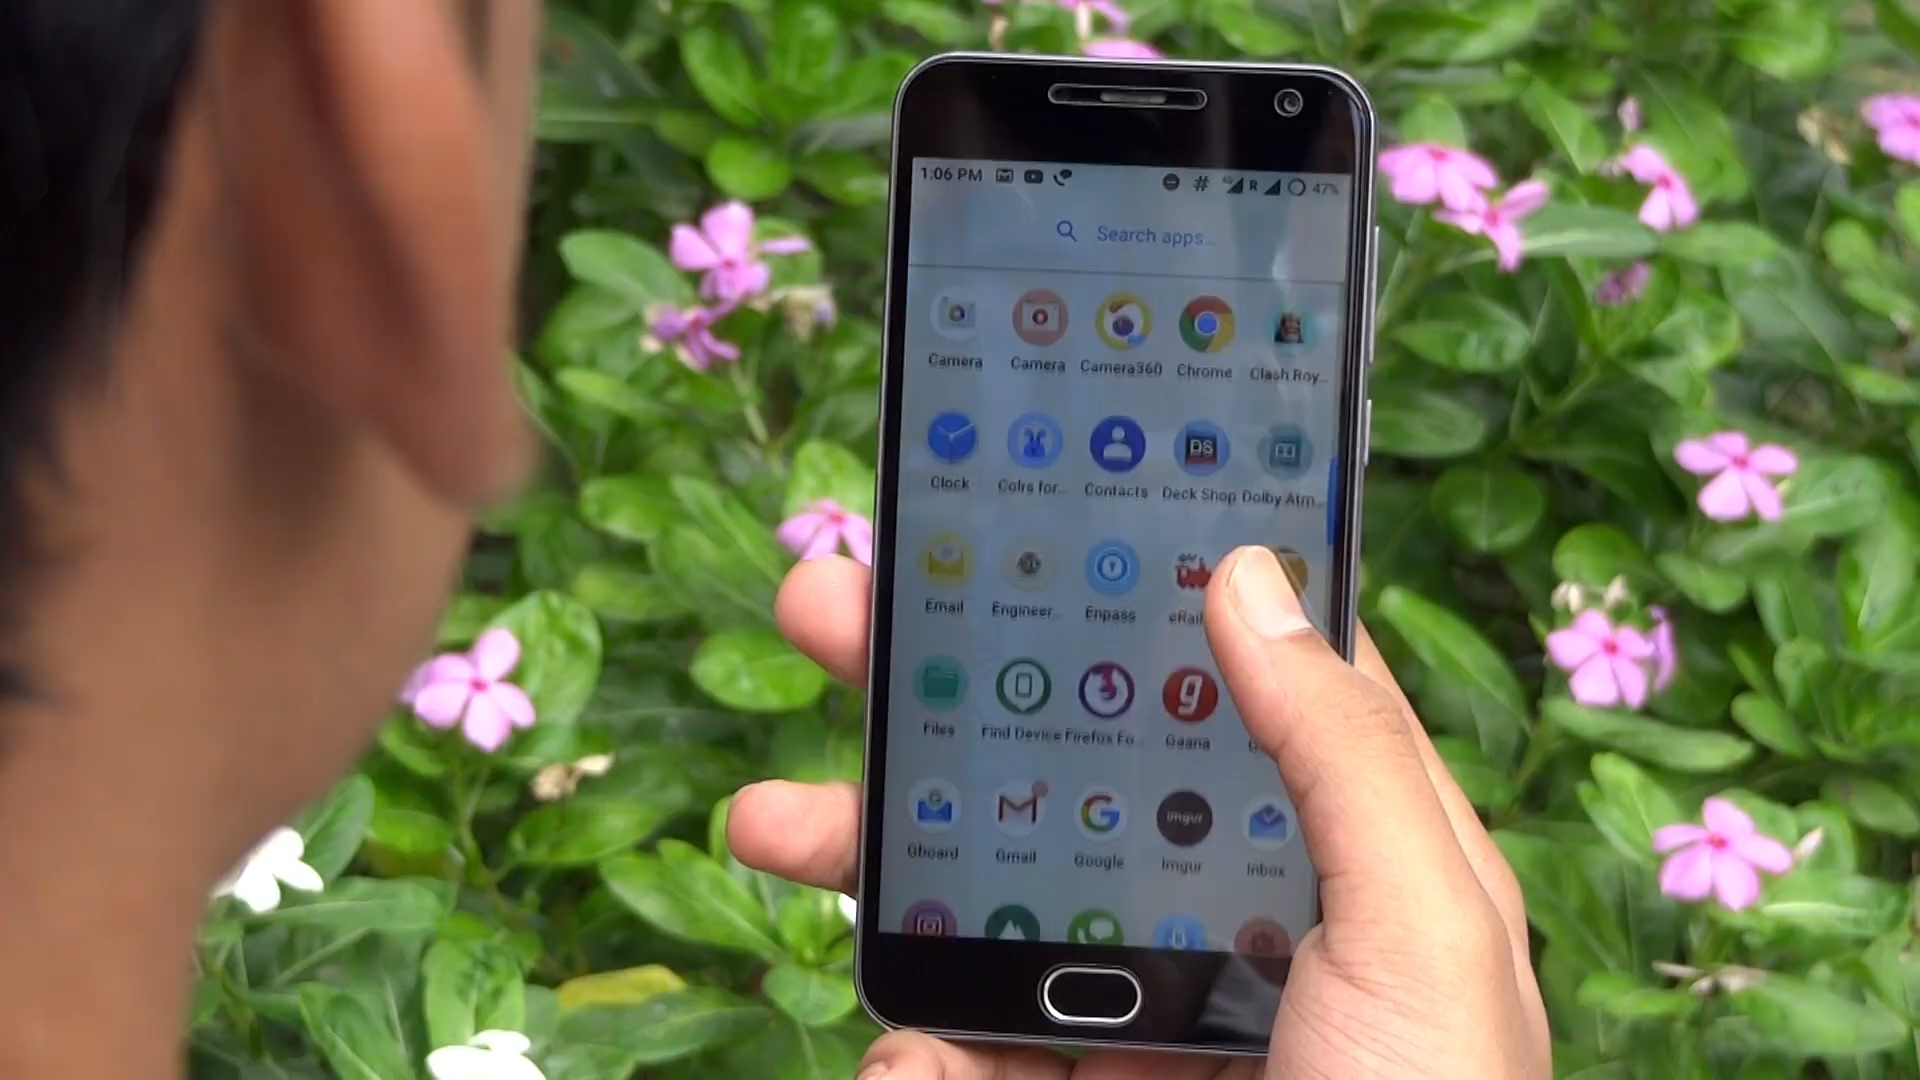 1:06 PM # 4G R 47%
Search apps...
Camera Camera Camera360 Chrome Clash Roy...
DS
Clock Colrs for... Contacts Deck Shop Dolby Atm...
Email Engineer... Enpass eRail
g
Files Find Device Firefox Fo... Gaana
G M G imgur
Gboard Gmail Google Imgur Inbox